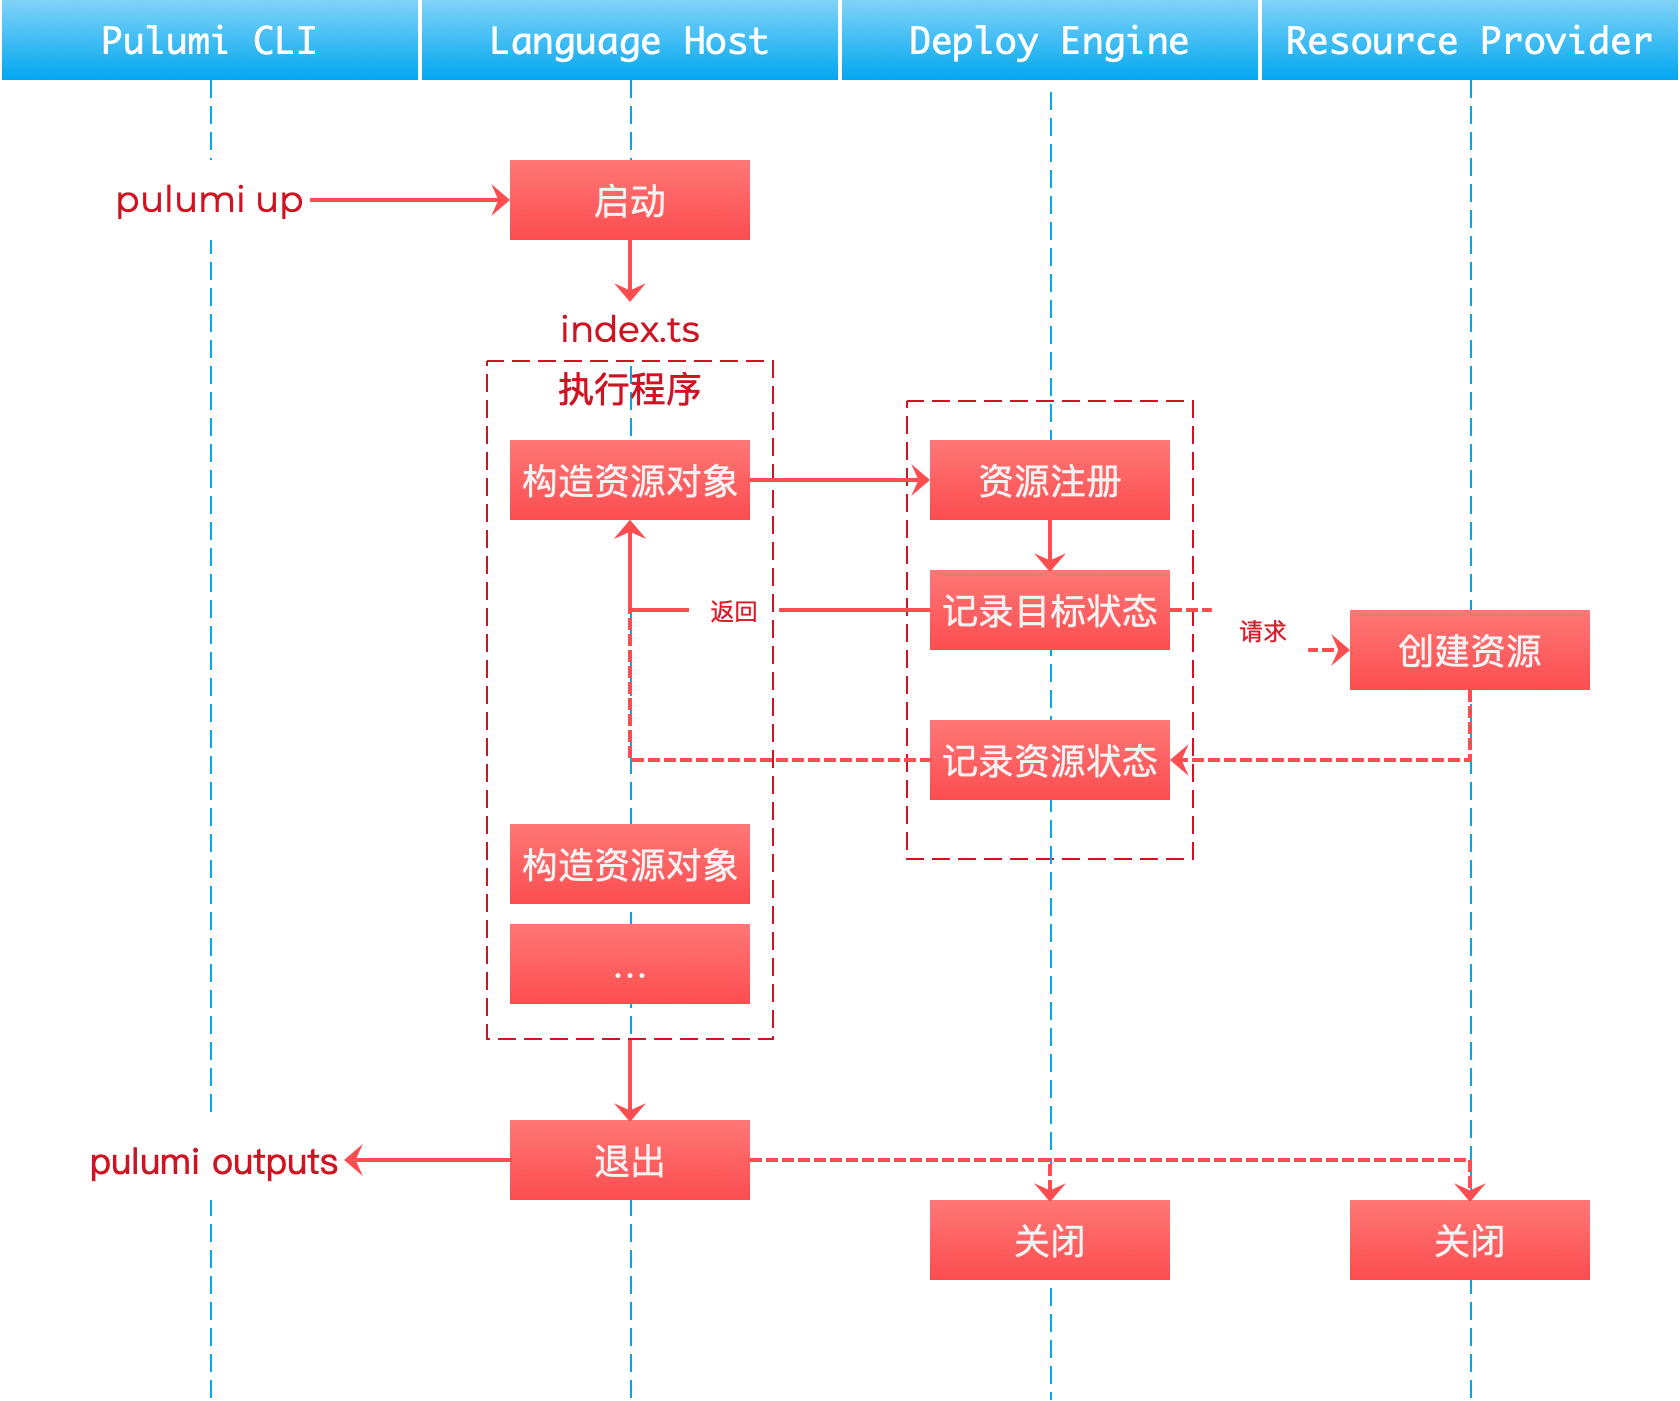 Pulumi CLI
Language Host
Deploy Engine
Resource Provider
pulumi up
启动
index.ts
执行程序
构造资源对象
资源注册
返回
记录目标状态
请求
创建资源
记录资源状态
构造资源对象
...
pulumi outputs
退出
关闭
关闭